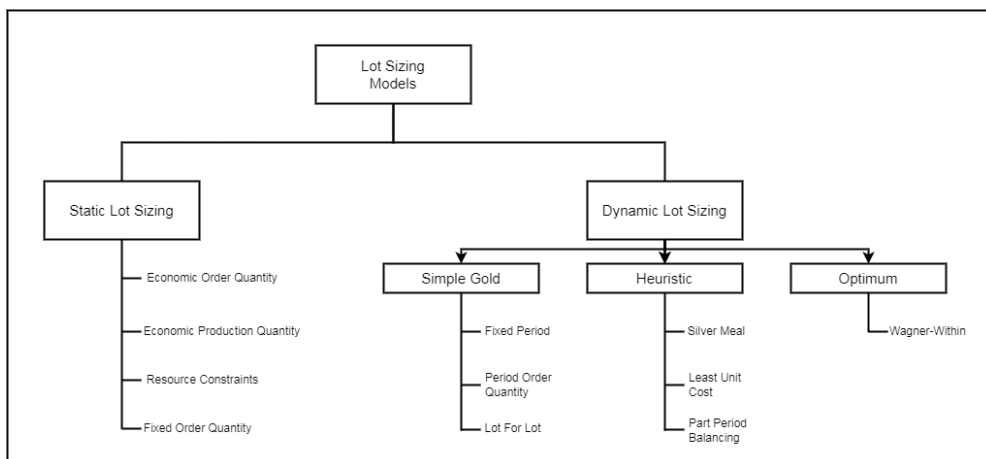 Lot Sizing
Models
Static Lot Sizing
Dynamic Lot Sizing
Simple Gold
Heuristic
Optimum
Economic Order Quantity
Economic Production Quantity
Resource Constraints
Fixed Order Quantity
Fixed Period
Period Order
Quantity
Lot For Lot
Silver Meal
Least Unit
Cost
Part Period
Balancing
Wagner-Within